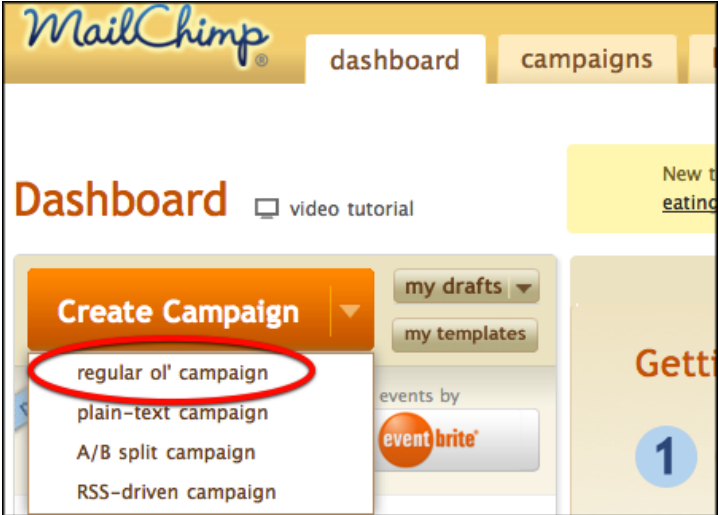 MailChimp®
dashboard
campaigns
Dashboard
video tutorial
New t
eating
Create Campaign
my drafts
my templates
regular ol' campaign
plain-text campaign
A/B split campaign
RSS-driven campaign
events by
eventbrite
Getti
1